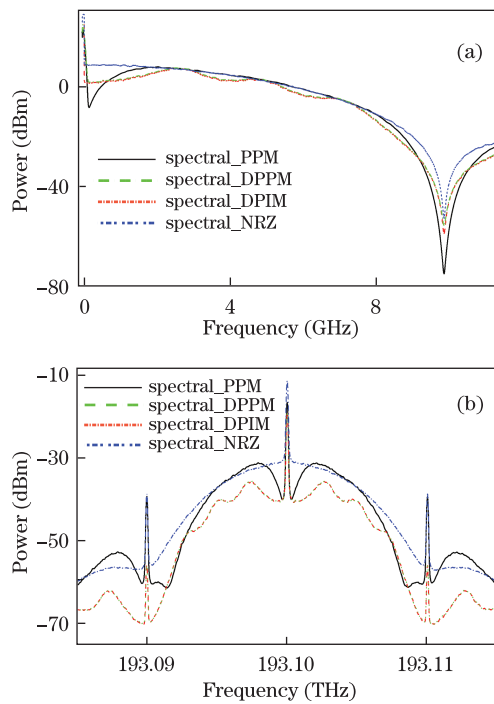 (a)
0
−40
−80
Power (dBm)
spectral_PPM
spectral_DPPM
spectral_DPIM
spectral_NRZ
0
4
8
Frequency (GHz)
(b)
−10
−30
−50
−70
Power (dBm)
spectral_PPM
spectral_DPPM
spectral_DPIM
spectral_NRZ
193.09
193.10
193.11
Frequency (THz)